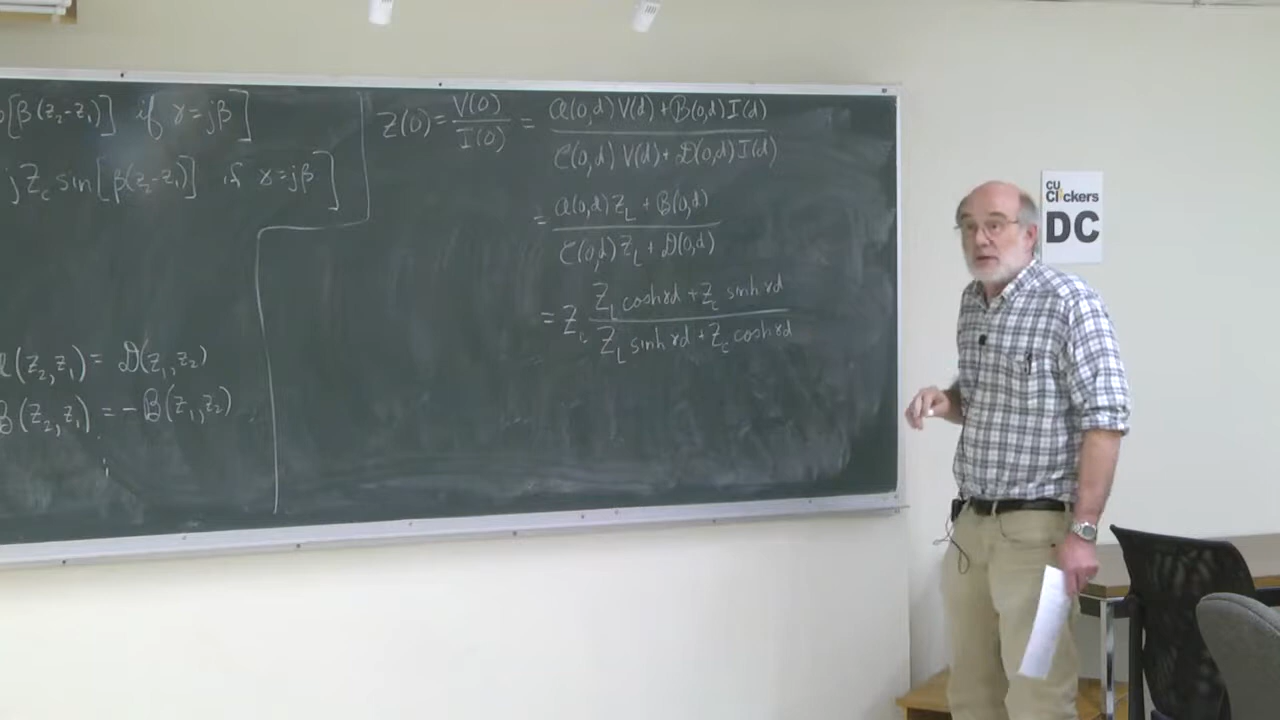 [β(z₂-z₁)] if γ=jβ]
jZ_c sin[β(z₂-z₁)] if γ=jβ]
(z₂,z₁) = 𝒟(z₁,z₂)
ℬ(z₂,z₁) = -ℬ(z₁,z₂)
Z(0) = V(0)/I(0) = 𝒜(0,d)V(d)+ℬ(0,d)I(d)
𝒞(0,d)V(d)+𝒟(0,d)I(d)
= 𝒜(0,d)Z_L + ℬ(0,d)
𝒞(0,d)Z_L + 𝒟(0,d)
= Z_c Z_L cosh γd + Z_c sinh γd
Z_L sinh γd + Z_c cosh γd
CU
Clickers
DC